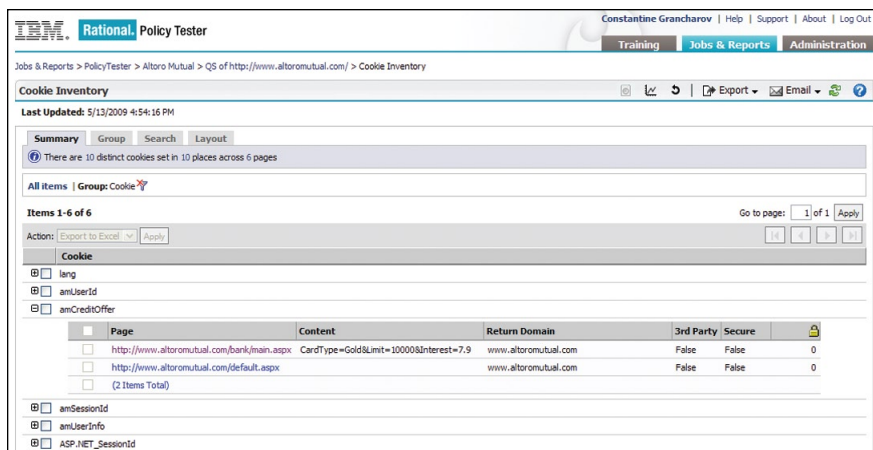 IBM. Rational. Policy Tester
Constantine Grancharov | Help | Support | About | Log Out
Training Jobs & Reports Administration
Jobs & Reports > PolicyTester > Altoro Mutual > QS of http://www.altoromutual.com/ > Cookie Inventory
Cookie Inventory
Export Email
Last Updated: 5/13/2009 4:54:16 PM
Summary Group Search Layout
There are 10 distinct cookies set in 10 places across 6 pages
All items | Group: Cookie
Items 1-6 of 6
Go to page: 1 of 1 Apply
Action: Export to Excel Apply
Cookie
lang
amUserId
amCreditOffer
Page Content Return Domain 3rd Party Secure
http://www.altoromutual.com/bank/main.aspx CardType=Gold&Limit=10000&Interest=7.9 www.altoromutual.com False False 0
http://www.altoromutual.com/default.aspx www.altoromutual.com False False 0
(2 Items Total)
amSessionId
amUserInfo
ASP.NET_SessionId